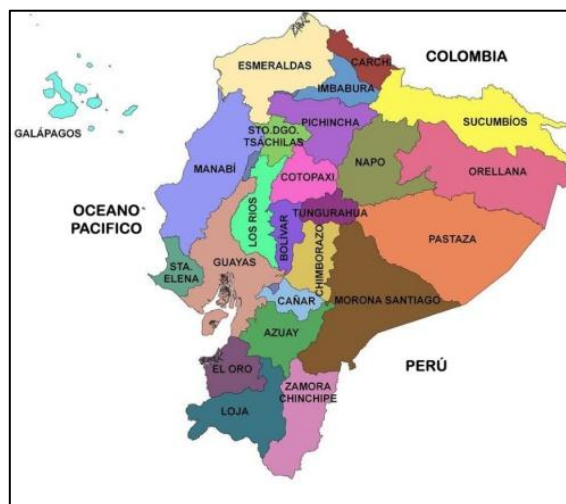 COLOMBIA
ESMERALDAS
CARCHI
IMBABURA
GALÁPAGOS
PICHINCHA
SUCUMBÍOS
STO.DGO.
TSÁCHILAS
MANABÍ
NAPO
ORELLANA
COTOPAXI
OCEANO
PACIFICO
LOS RIOS
TUNGURAHUA
BOLÍVAR
PASTAZA
STA.
ELENA
GUAYAS
CHIMBORAZO
CAÑAR
MORONA SANTIAGO
AZUAY
PERÚ
EL ORO
ZAMORA
CHINCHIPE
LOJA